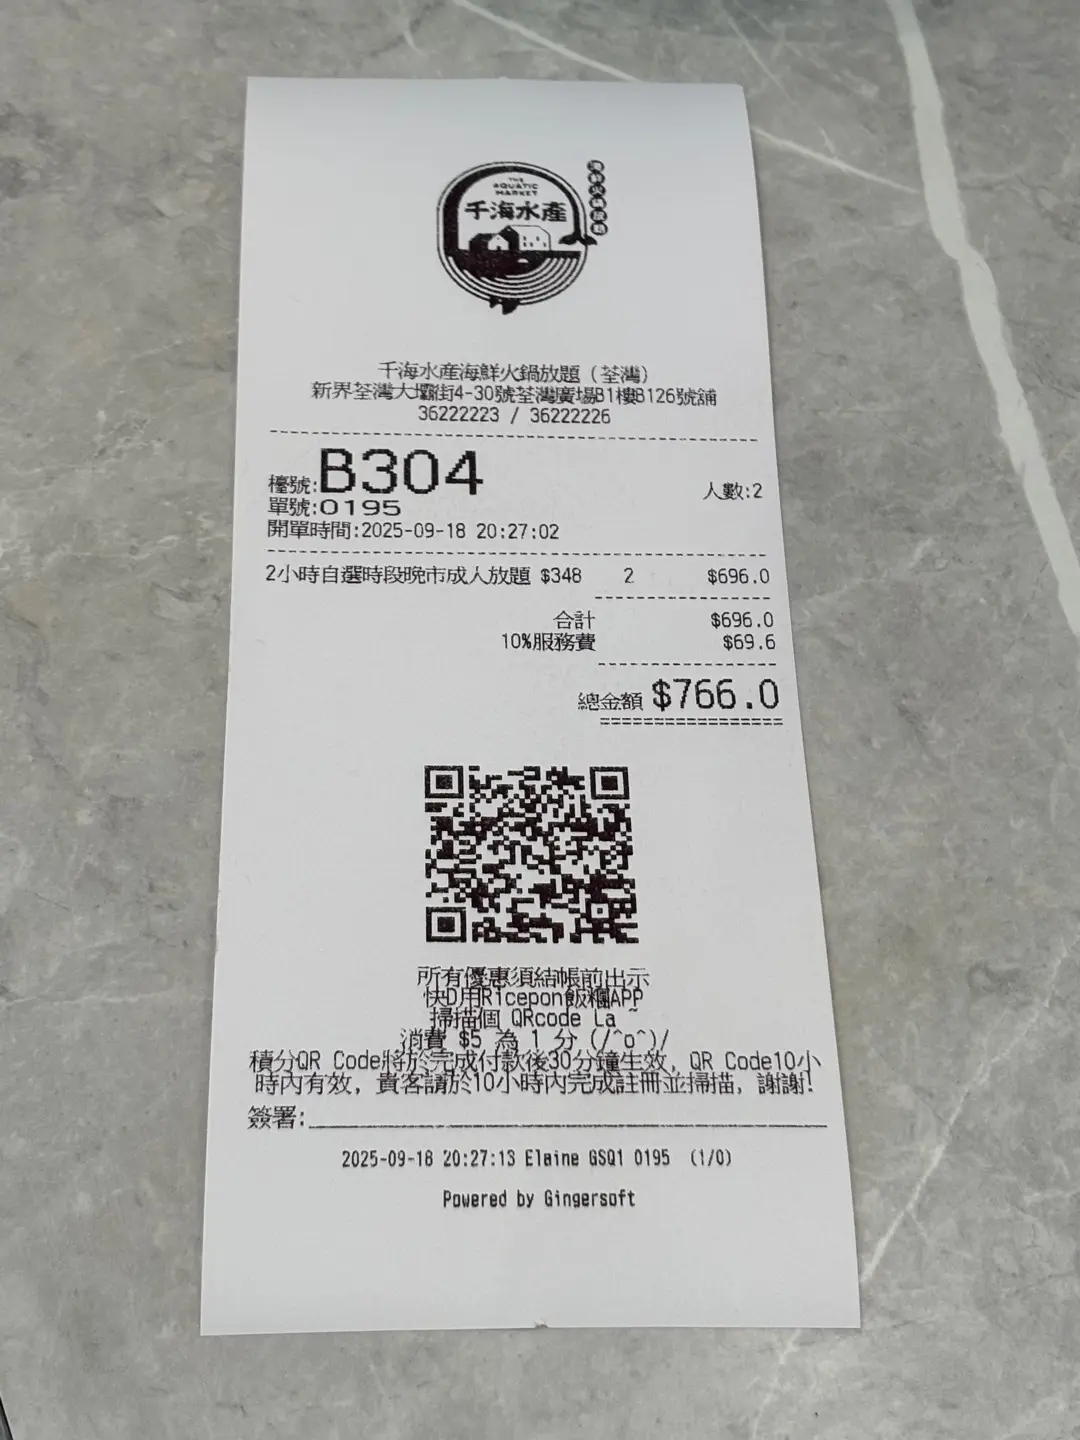 THE
AQUATIC
MARKET
千海水產
千海水產海鮮火鍋放題（荃灣）
新界荃灣大壩街4-30號荃灣廣場B1樓B126號舖
36222223 / 36222226
檯號:B304 人數:2
單號:0195
開單時間:2025-09-18 20:27:02
2小時自選時段晚市成人放題 $348 2 $696.0
合計 $696.0
10%服務費 $69.6
總金額 $766.0
所有優惠須結帳前出示
快D用Ricepon飯糰APP
掃描個 QRcode La ~
消費 $5 為 1 分 (/^o^)/
積分QR Code將於完成付款後30分鐘生效, QR Code10小
時內有效, 貴客請於10小時內完成註冊並掃描, 謝謝!
簽署:
2025-09-18 20:27:13 Elaine GSQ1 0195 (1/0)
Powered by Gingersoft